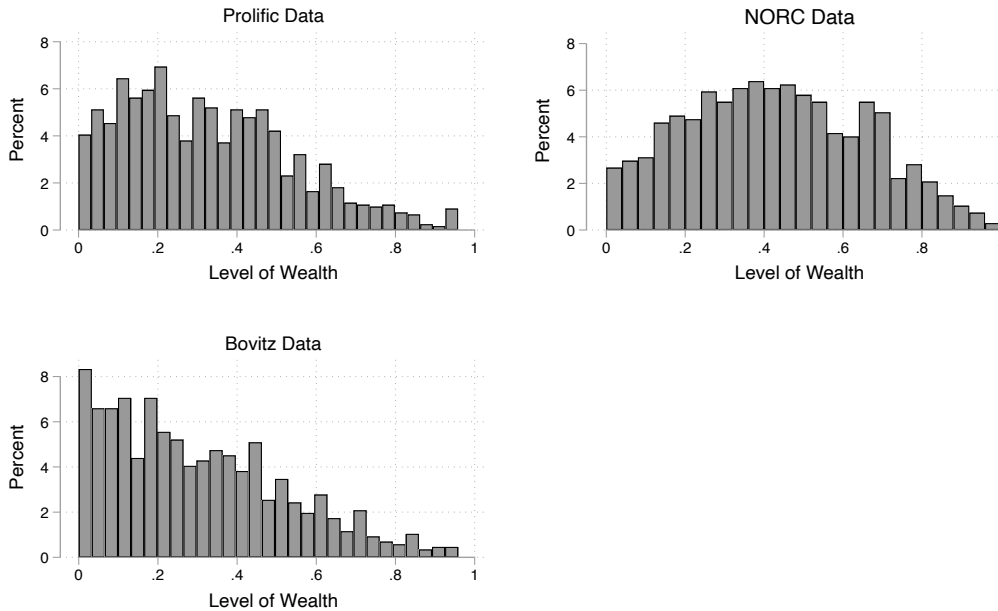 Prolific Data
8
6
4
2
0
Percent
0 .2 .4 .6 .8 1
Level of Wealth
NORC Data
8
6
4
2
0
Percent
0 .2 .4 .6 .8
Level of Wealth
Bovitz Data
8
6
4
2
0
Percent
0 .2 .4 .6 .8 1
Level of Wealth